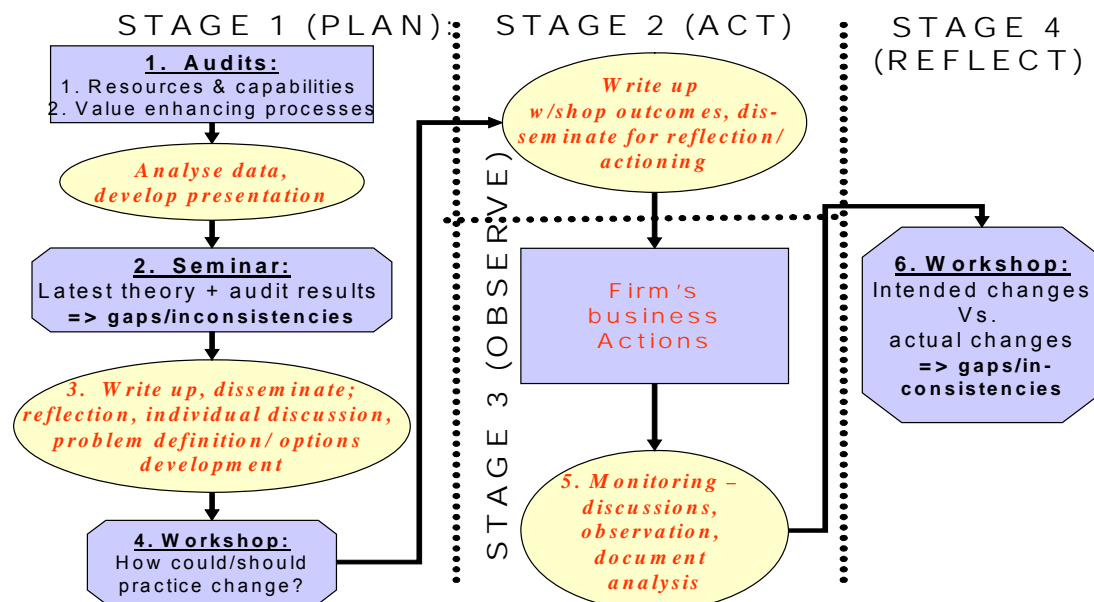 STAGE 1 (PLAN):
1. Audits:
1. Resources & capabilities
2. Value enhancing processes
Analyse data,
develop presentation
2. Seminar:
Latest theory + audit results
=> gaps/inconsistencies
3. Write up, disseminate;
reflection, individual discussion,
problem definition/ options
development
4. Workshop:
How could/should
practice change?
STAGE 2 (ACT)
Write up
w/shop outcomes, dis-
seminate for reflection/
actioning
STAGE 3 (OBSERVE)
Firm's
business
Actions
5. Monitoring –
discussions,
observation,
document
analysis
STAGE 4
(REFLECT)
6. Workshop:
Intended changes
Vs.
actual changes
=> gaps/in-
consistencies